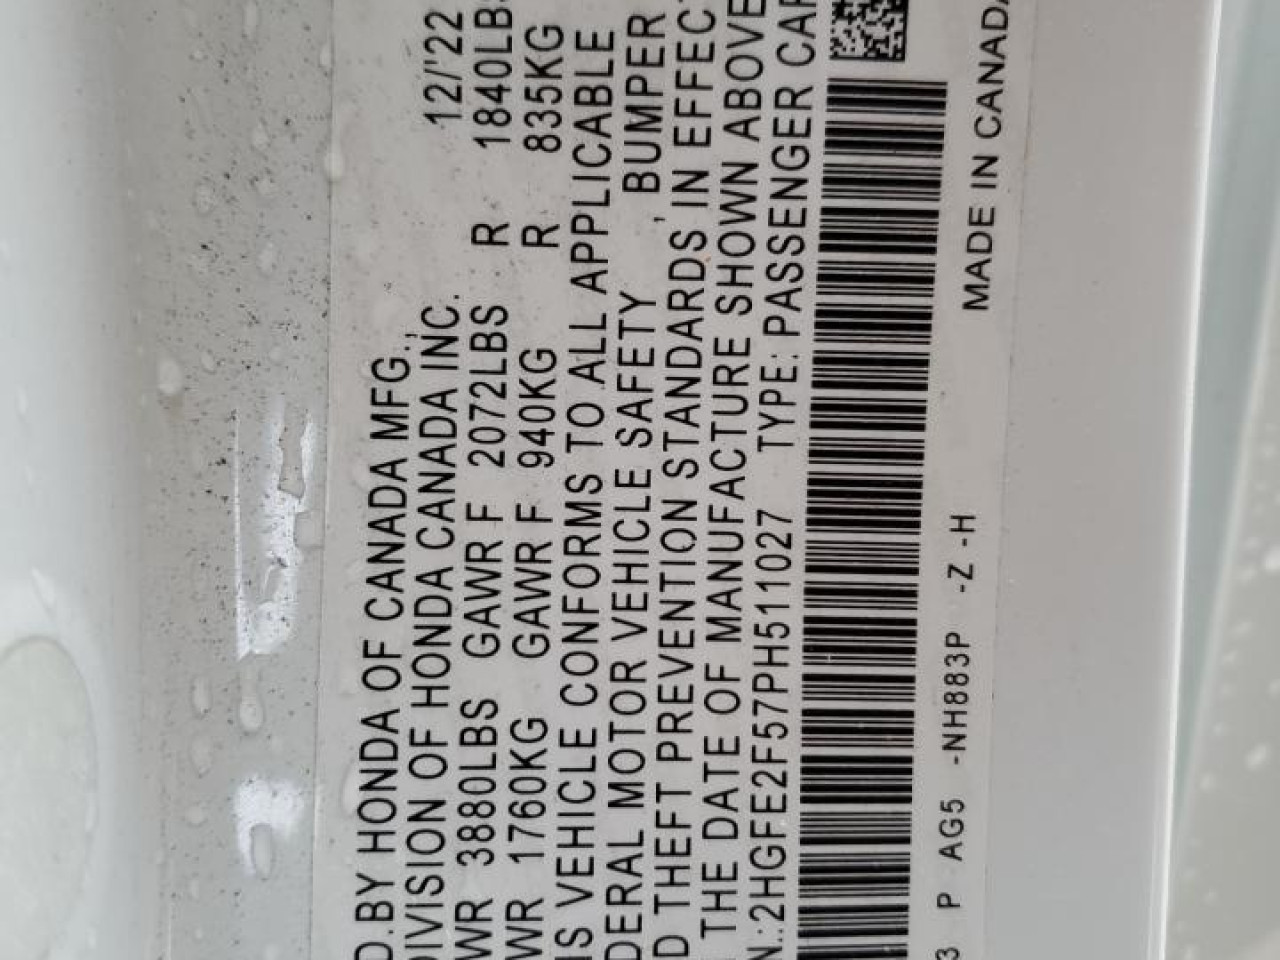 D.BY HONDA OF CANADA MFG.,
DIVISION OF HONDA CANADA INC. 12/'22
WR 3880LBS GAWR F 2072LBS R 1840LBS
WR 1760KG GAWR F 940KG R 835KG
IS VEHICLE CONFORMS TO ALL APPLICABLE
DERAL MOTOR VEHICLE SAFETY , BUMPER
D THEFT PREVENTION STANDARDS IN EFFECT
THE DATE OF MANUFACTURE SHOWN ABOVE
N.:2HGFE2F57PH511027 TYPE: PASSENGER CAR
3 P AG5 -NH883P -Z -H MADE IN CANADA